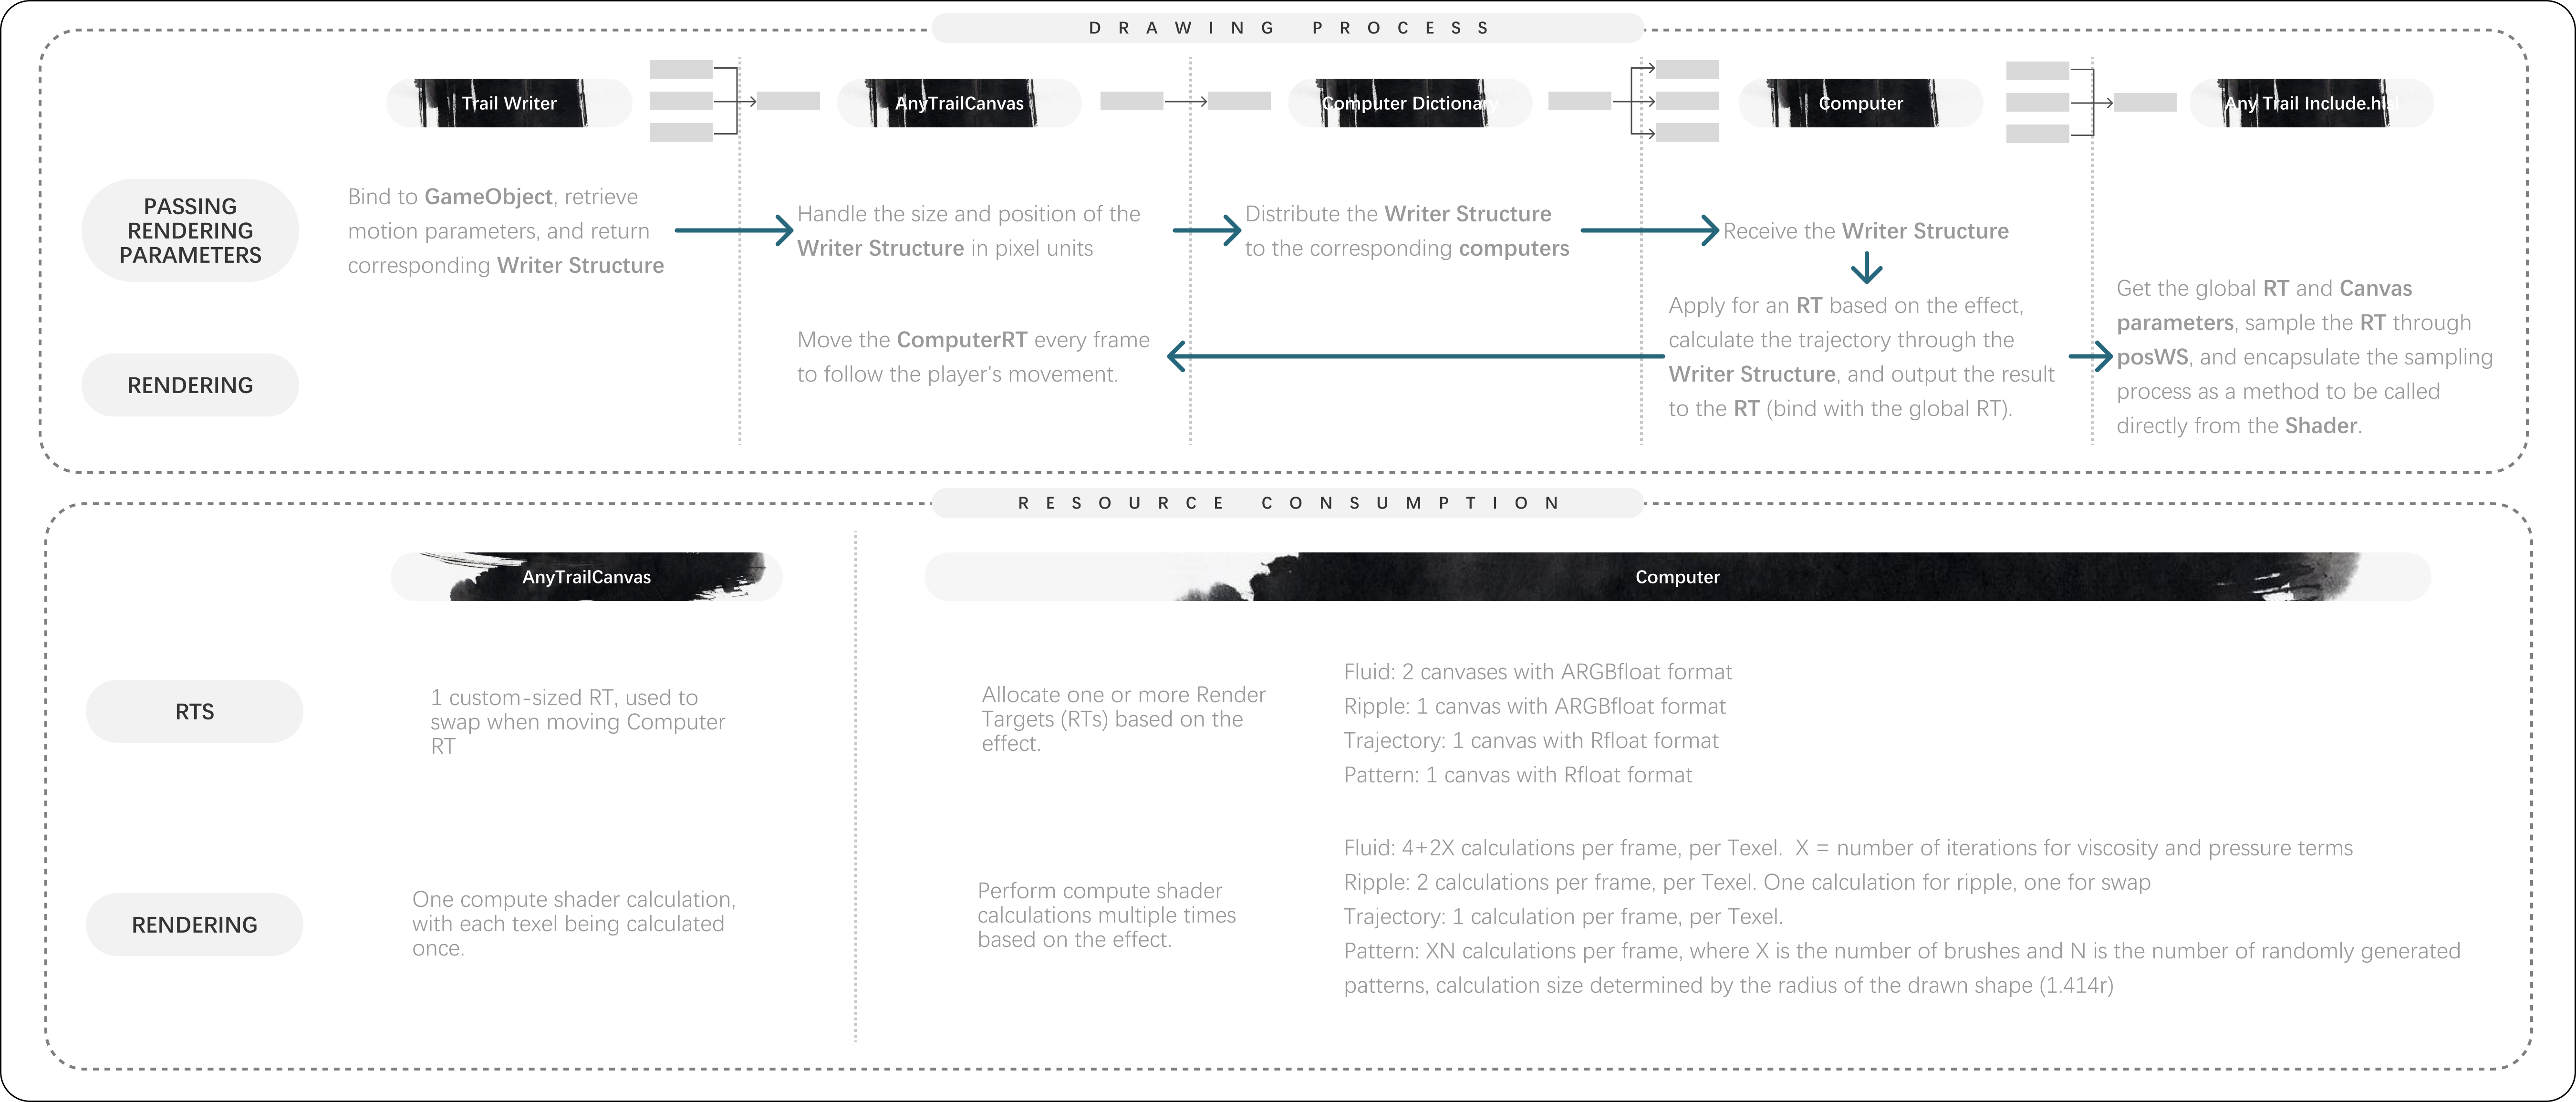 DRAWING PROCESS
Trail Writer
AnyTrailCanvas
Computer Dictionary
Computer
Any Trail Include.hlsl
PASSING
RENDERING
PARAMETERS
Bind to GameObject, retrieve
motion parameters, and return
corresponding Writer Structure
Handle the size and position of the
Writer Structure in pixel units
Distribute the Writer Structure
to the corresponding computers
Receive the Writer Structure
RENDERING
Move the ComputerRT every frame
to follow the player's movement.
Apply for an RT based on the effect,
calculate the trajectory through the
Writer Structure, and output the result
to the RT (bind with the global RT).
Get the global RT and Canvas
parameters, sample the RT through
posWS, and encapsulate the sampling
process as a method to be called
directly from the Shader.
RESOURCE CONSUMPTION
AnyTrailCanvas
Computer
RTS
1 custom-sized RT, used to
swap when moving Computer
RT
Allocate one or more Render
Targets (RTs) based on the
effect.
Fluid: 2 canvases with ARGBfloat format
Ripple: 1 canvas with ARGBfloat format
Trajectory: 1 canvas with Rfloat format
Pattern: 1 canvas with Rfloat format
RENDERING
One compute shader calculation,
with each texel being calculated
once.
Perform compute shader
calculations multiple times
based on the effect.
Fluid: 4+2X calculations per frame, per Texel.  X = number of iterations for viscosity and pressure terms
Ripple: 2 calculations per frame, per Texel. One calculation for ripple, one for swap
Trajectory: 1 calculation per frame, per Texel.
Pattern: XN calculations per frame, where X is the number of brushes and N is the number of randomly generated
patterns, calculation size determined by the radius of the drawn shape (1.414r)